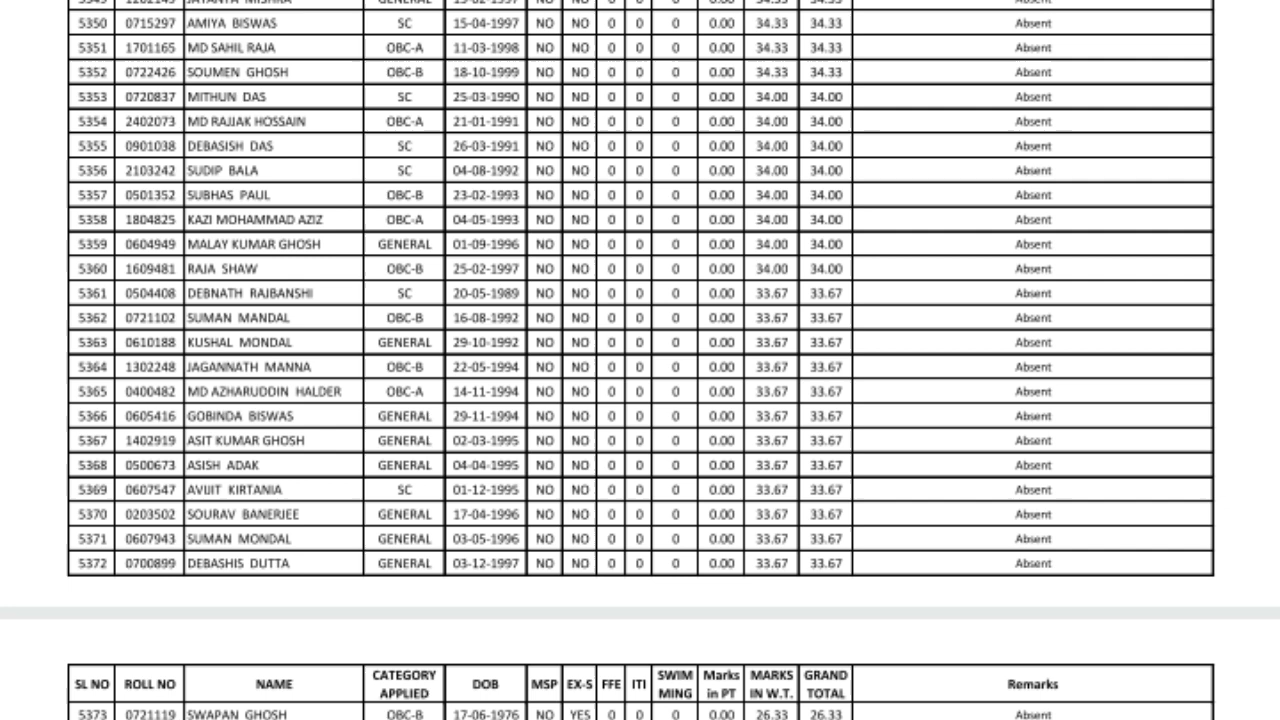 5350 0715297 AMIYA BISWAS SC 15-04-1997 NO NO 0 0 0 0.00 34.33 34.33 Absent
5351 1701165 MD SAHIL RAJA OBC-A 11-03-1998 NO NO 0 0 0 0.00 34.33 34.33 Absent
5352 0722426 SOUMEN GHOSH OBC-B 18-10-1999 NO NO 0 0 0 0.00 34.33 34.33 Absent
5353 0720837 MITHUN DAS SC 25-03-1990 NO NO 0 0 0 0.00 34.00 34.00 Absent
5354 2402073 MD RAJJAK HOSSAIN OBC-A 21-01-1991 NO NO 0 0 0 0.00 34.00 34.00 Absent
5355 0901038 DEBASISH DAS SC 26-03-1991 NO NO 0 0 0 0.00 34.00 34.00 Absent
5356 2103242 SUDIP BALA SC 04-08-1992 NO NO 0 0 0 0.00 34.00 34.00 Absent
5357 0501352 SUBHAS PAUL OBC-B 23-02-1993 NO NO 0 0 0 0.00 34.00 34.00 Absent
5358 1804825 KAZI MOHAMMAD AZIZ OBC-A 04-05-1993 NO NO 0 0 0 0.00 34.00 34.00 Absent
5359 0604949 MALAY KUMAR GHOSH GENERAL 01-09-1996 NO NO 0 0 0 0.00 34.00 34.00 Absent
5360 1609481 RAJA SHAW OBC-B 25-02-1997 NO NO 0 0 0 0.00 34.00 34.00 Absent
5361 0504408 DEBNATH RAJBANSHI SC 20-05-1989 NO NO 0 0 0 0.00 33.67 33.67 Absent
5362 0721102 SUMAN MANDAL OBC-B 16-08-1992 NO NO 0 0 0 0.00 33.67 33.67 Absent
5363 0610188 KUSHAL MONDAL GENERAL 29-10-1992 NO NO 0 0 0 0.00 33.67 33.67 Absent
5364 1302248 JAGANNATH MANNA OBC-B 22-05-1994 NO NO 0 0 0 0.00 33.67 33.67 Absent
5365 0400482 MD AZHARUDDIN HALDER OBC-A 14-11-1994 NO NO 0 0 0 0.00 33.67 33.67 Absent
5366 0605416 GOBINDA BISWAS GENERAL 29-11-1994 NO NO 0 0 0 0.00 33.67 33.67 Absent
5367 1402919 ASIT KUMAR GHOSH GENERAL 02-03-1995 NO NO 0 0 0 0.00 33.67 33.67 Absent
5368 0500673 ASISH ADAK GENERAL 04-04-1995 NO NO 0 0 0 0.00 33.67 33.67 Absent
5369 0607547 AVIJIT KIRTANIA SC 01-12-1995 NO NO 0 0 0 0.00 33.67 33.67 Absent
5370 0203502 SOURAV BANERJEE GENERAL 17-04-1996 NO NO 0 0 0 0.00 33.67 33.67 Absent
5371 0607943 SUMAN MONDAL GENERAL 03-05-1996 NO NO 0 0 0 0.00 33.67 33.67 Absent
5372 0700899 DEBASHIS DUTTA GENERAL 03-12-1997 NO NO 0 0 0 0.00 33.67 33.67 Absent
SL NO ROLL NO NAME CATEGORY APPLIED DOB MSP EX-S FFE ITI SWIM MING Marks in PT MARKS IN W.T. GRAND TOTAL Remarks
5373 0721119 SWAPAN GHOSH OBC-B 17-06-1976 NO YES 0 0 0 0.00 26.33 26.33 Absent